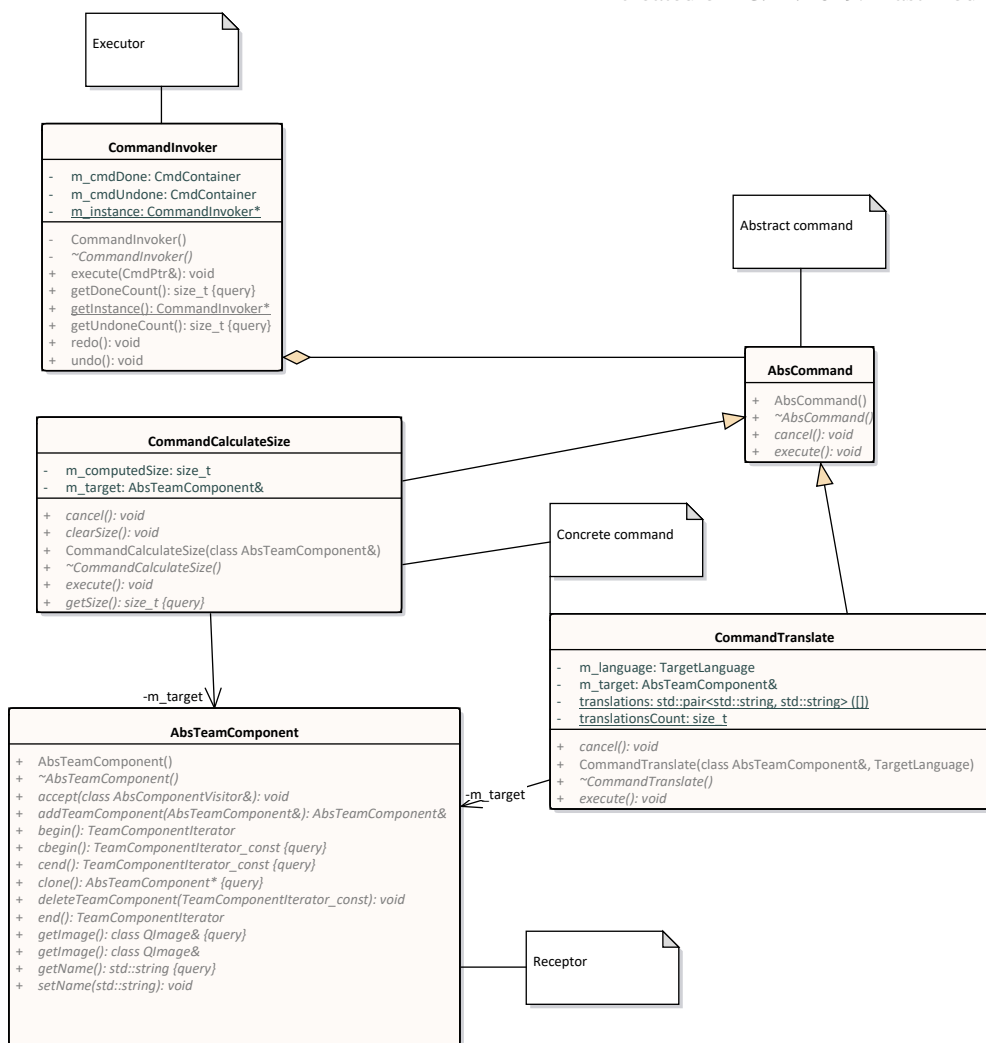 Executor
CommandInvoker
- m_cmdDone: CmdContainer
- m_cmdUndone: CmdContainer
- m_instance: CommandInvoker*
- CommandInvoker()
- ~CommandInvoker()
+ execute(CmdPtr&): void
+ getDoneCount(): size_t {query}
+ getInstance(): CommandInvoker*
+ getUndoneCount(): size_t {query}
+ redo(): void
+ undo(): void
Abstract command
AbsCommand
+ AbsCommand()
+ ~AbsCommand()
+ cancel(): void
+ execute(): void
CommandCalculateSize
- m_computedSize: size_t
- m_target: AbsTeamComponent&
+ cancel(): void
+ clearSize(): void
+ CommandCalculateSize(class AbsTeamComponent&)
+ ~CommandCalculateSize()
+ execute(): void
+ getSize(): size_t {query}
Concrete command
CommandTranslate
- m_language: TargetLanguage
- m_target: AbsTeamComponent&
- translations: std::pair<std::string, std::string> ([])
- translationsCount: size_t
+ cancel(): void
+ CommandTranslate(class AbsTeamComponent&, TargetLanguage)
+ ~CommandTranslate()
+ execute(): void
-m_target
-m_target
AbsTeamComponent
+ AbsTeamComponent()
+ ~AbsTeamComponent()
+ accept(class AbsComponentVisitor&): void
+ addTeamComponent(AbsTeamComponent&): AbsTeamComponent&
+ begin(): TeamComponentIterator
+ cbegin(): TeamComponentIterator_const {query}
+ cend(): TeamComponentIterator_const {query}
+ clone(): AbsTeamComponent* {query}
+ deleteTeamComponent(TeamComponentIterator_const): void
+ end(): TeamComponentIterator
+ getImage(): class QImage& {query}
+ getImage(): class QImage&
+ getName(): std::string {query}
+ setName(std::string): void
Receptor